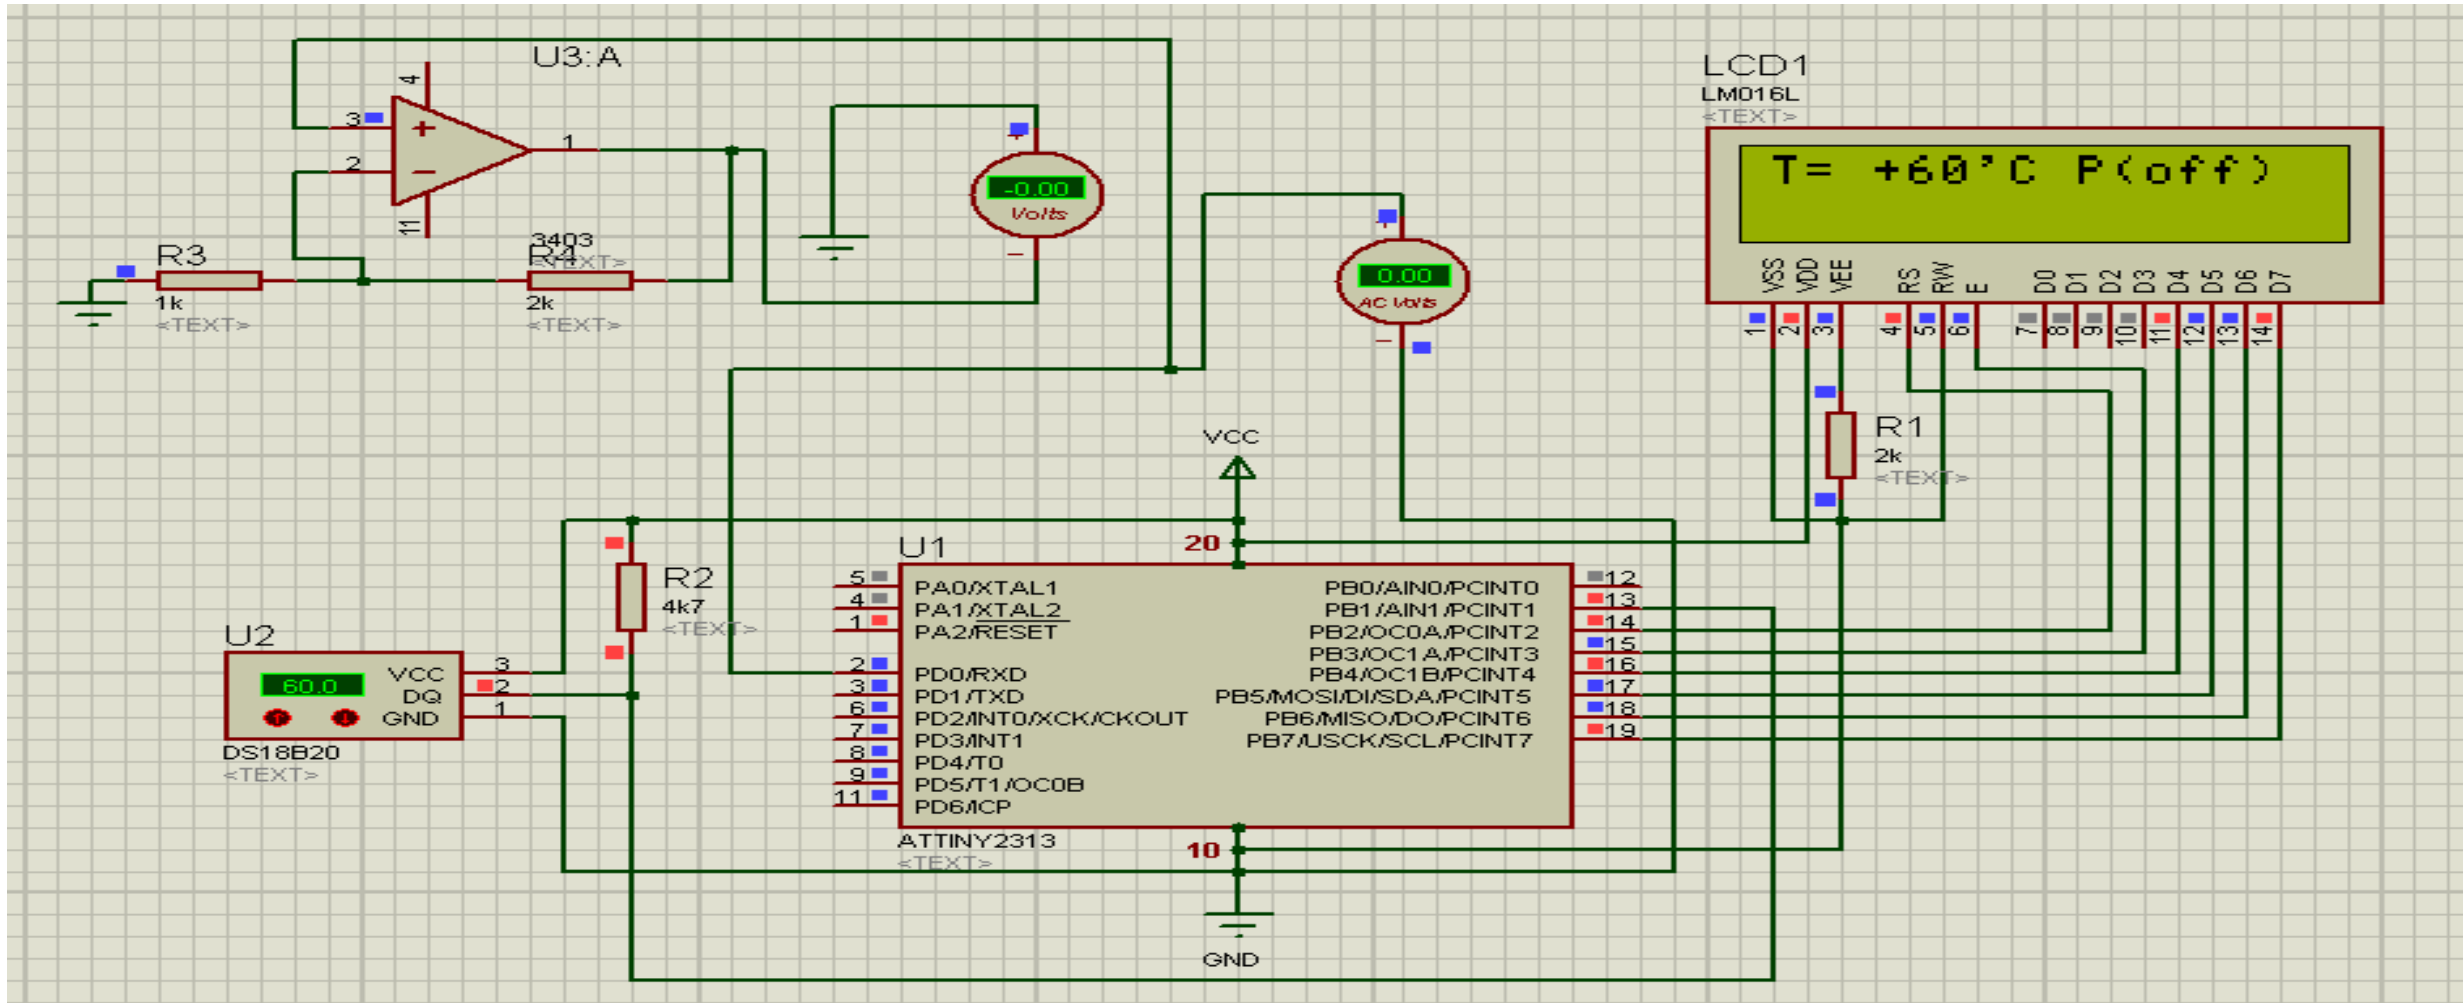 U3:A
4
3
2
1
11
3403
<TEXT>
R3
1k
<TEXT>
R4
2k
<TEXT>
+
-0.00
Volts
+
0.00
AC Volts
LCD1
LM016L
<TEXT>
T= +60'C P(off)
VSS VDD VEE RS RW E D0 D1 D2 D3 D4 D5 D6 D7
1 2 3 4 5 6 7 8 9 10 11 12 13 14
R1
2k
<TEXT>
VCC
20
R2
4k7
<TEXT>
U2
60.0
VCC 3
DQ 2
GND 1
DS18B20
<TEXT>
U1
5 PA0/XTAL1
4 PA1/XTAL2
1 PA2/RESET
2 PD0/RXD
3 PD1/TXD
6 PD2/INT0/XCK/CKOUT
7 PD3/INT1
8 PD4/T0
9 PD5/T1/OC0B
11 PD6/ICP
PB0/AIN0/PCINT0 12
PB1/AIN1/PCINT1 13
PB2/OC0A/PCINT2 14
PB3/OC1A/PCINT3 15
PB4/OC1B/PCINT4 16
PB5/MOSI/DI/SDA/PCINT5 17
PB6/MISO/DO/PCINT6 18
PB7/USCK/SCL/PCINT7 19
ATTINY2313
<TEXT>
10
GND